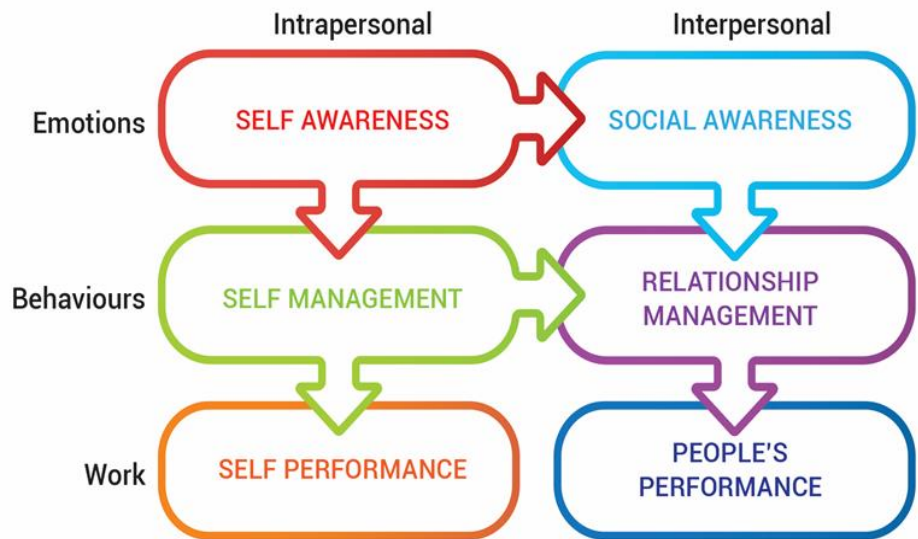 Intrapersonal
Interpersonal
Emotions
SELF AWARENESS
SOCIAL AWARENESS
Behaviours
SELF MANAGEMENT
RELATIONSHIP
MANAGEMENT
Work
SELF PERFORMANCE
PEOPLE'S
PERFORMANCE